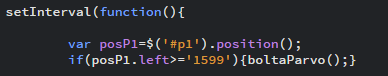 setInterval(function(){
var posP1=$('#p1').position();
if(posP1.left>='1599'){boltaParvo();}